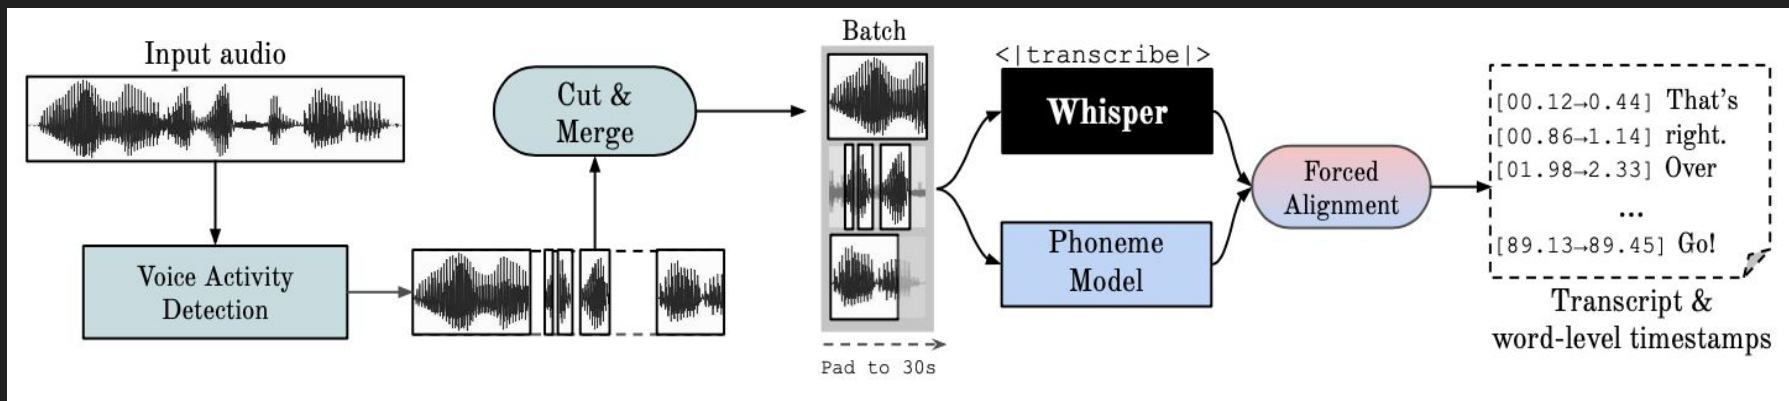 Input audio
Voice Activity
Detection
Cut &
Merge
Batch
Pad to 30s
<|transcribe|>
Whisper
Phoneme
Model
Forced
Alignment
[00.12→0.44] That's
[00.86→1.14] right.
[01.98→2.33] Over
...
[89.13→89.45] Go!
Transcript &
word-level timestamps